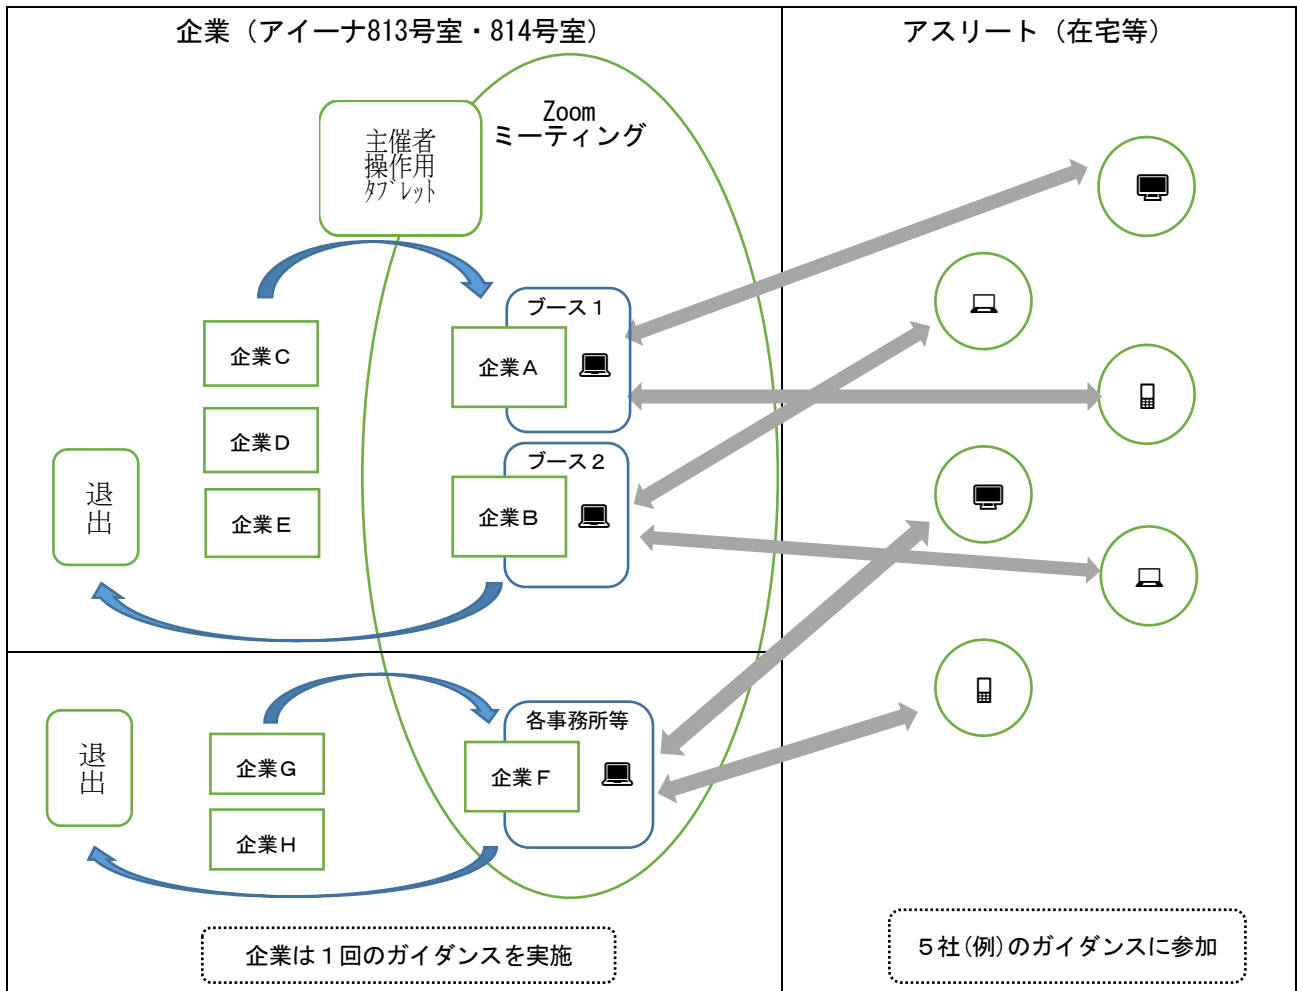 企業（アイーナ813号室・814号室）
アスリート（在宅等）
Zoom
ミーティング
主催者
操作用
ﾀﾌﾞﾚｯﾄ
ブース１
企業Ｃ
企業Ａ
企業Ｄ
ブース２
退
出
企業Ｅ
企業Ｂ
各事務所等
退
出
企業Ｇ
企業Ｆ
企業Ｈ
企業は１回のガイダンスを実施
５社(例)のガイダンスに参加